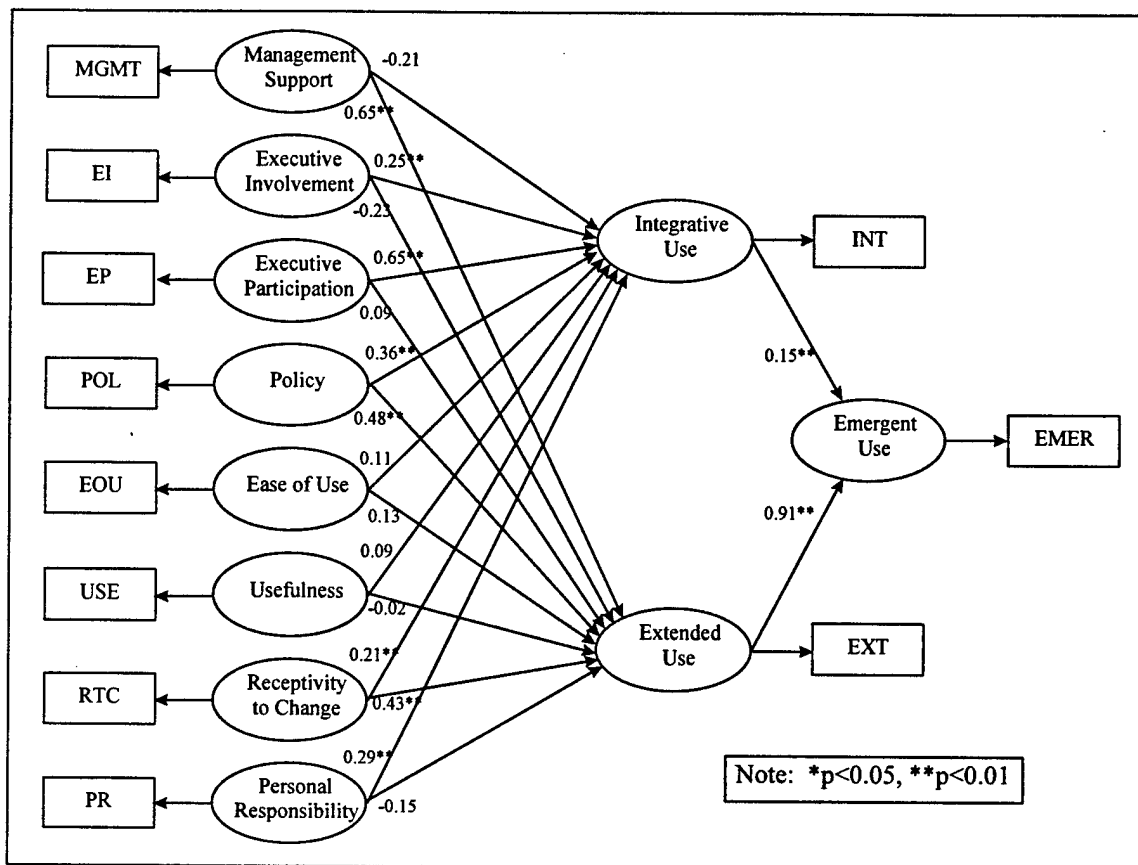 MGMT
Management
Support
-0.21
0.65**
EI
Executive
Involvement
0.25**
-0.23
EP
Executive
Participation
0.65**
0.09
POL
Policy
0.36**
0.48**
EOU
Ease of Use
0.11
0.13
USE
Usefulness
0.09
-0.02
RTC
Receptivity
to Change
0.21**
0.43**
PR
Personal
Responsibility
0.29**
-0.15
Integrative
Use
INT
0.15**
Emergent
Use
EMER
0.91**
Extended
Use
EXT
Note: *p<0.05, **p<0.01